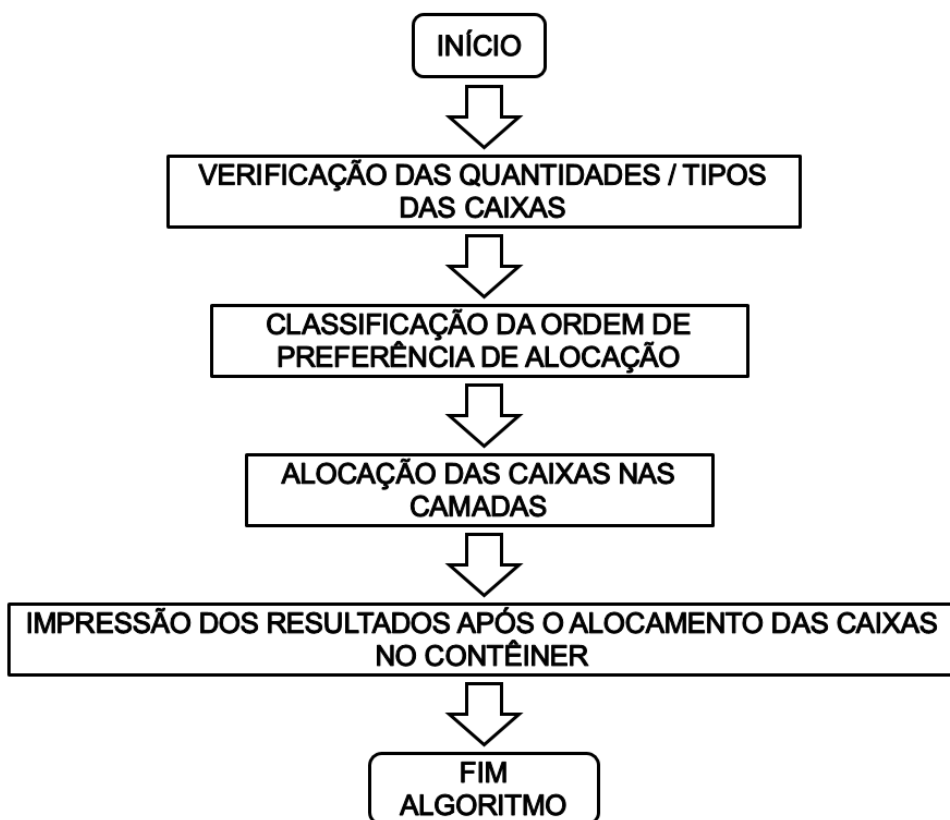 INÍCIO
VERIFICAÇÃO DAS QUANTIDADES / TIPOS
DAS CAIXAS
CLASSIFICAÇÃO DA ORDEM DE
PREFERÊNCIA DE ALOCAÇÃO
ALOCAÇÃO DAS CAIXAS NAS
CAMADAS
IMPRESSÃO DOS RESULTADOS APÓS O ALOCAMENTO DAS CAIXAS
NO CONTÊINER
FIM
ALGORITMO